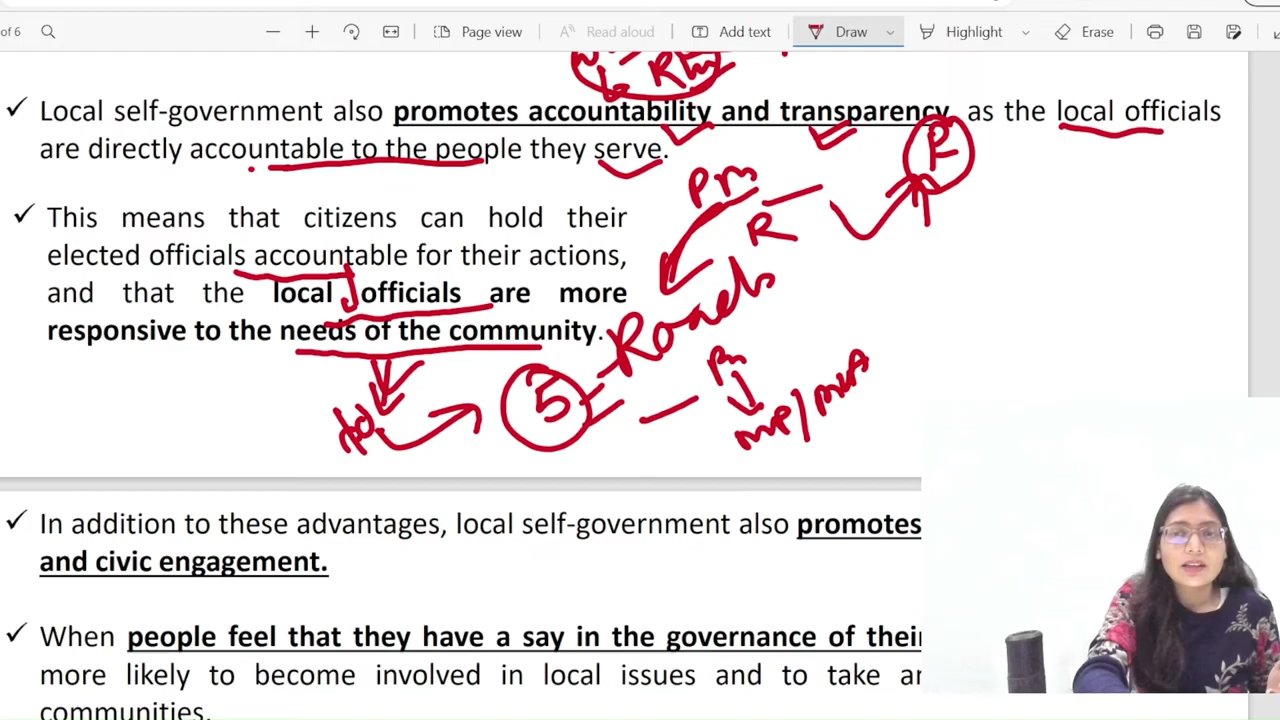 of 6
Page view
Read aloud
Add text
Draw
Highlight
Erase
✓ Local self-government also promotes accountability and transparency, as the local officials
are directly accountable to the people they serve.
✓ This means that citizens can hold their
elected officials accountable for their actions,
and that the local officials are more
responsive to the needs of the community.
R
Pm
R
Roads
5
Pm
MP/MLA
✓ In addition to these advantages, local self-government also promotes
and civic engagement.
✓ When people feel that they have a say in the governance of their
more likely to become involved in local issues and to take
communities.